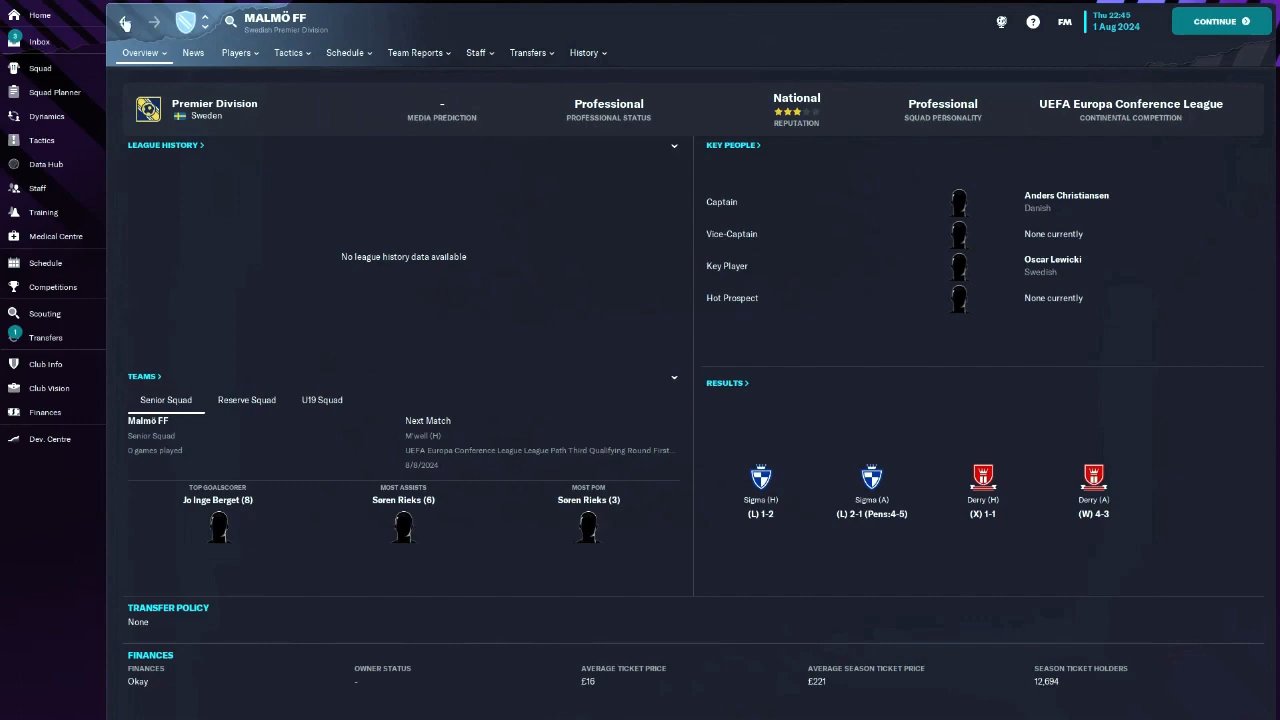 Home
3
Inbox
Squad
Squad Planner
Dynamics
Tactics
Data Hub
Staff
Training
Medical Centre
Schedule
Competitions
Scouting
1
Transfers
Club Info
Club Vision
Finances
Dev. Centre
MALMÖ FF
Swedish Premier Division
FM
Thu 22:45
1 Aug 2024
CONTINUE
Overview News Players Tactics Schedule Team Reports Staff Transfers History
Premier Division
Sweden
-
MEDIA PREDICTION
Professional
PROFESSIONAL STATUS
National
REPUTATION
Professional
SQUAD PERSONALITY
UEFA Europa Conference League
CONTINENTAL COMPETITION
LEAGUE HISTORY >
No league history data available
KEY PEOPLE >
Captain
Anders Christiansen
Danish
Vice-Captain
None currently
Key Player
Oscar Lewicki
Swedish
Hot Prospect
None currently
TEAMS >
Senior Squad Reserve Squad U19 Squad
Malmö FF
Senior Squad
0 games played
Next Match
M'well (H)
UEFA Europa Conference League League Path Third Qualifying Round First...
8/8/2024
TOP GOALSCORER
Jo Inge Berget (8)
MOST ASSISTS
Søren Rieks (6)
MOST POM
Søren Rieks (3)
RESULTS >
Sigma (H)
(L) 1-2
Sigma (A)
(L) 2-1 (Pens:4-5)
Derry (H)
(X) 1-1
Derry (A)
(W) 4-3
TRANSFER POLICY
None
FINANCES
FINANCES
Okay
OWNER STATUS
-
AVERAGE TICKET PRICE
£16
AVERAGE SEASON TICKET PRICE
£221
SEASON TICKET HOLDERS
12,694